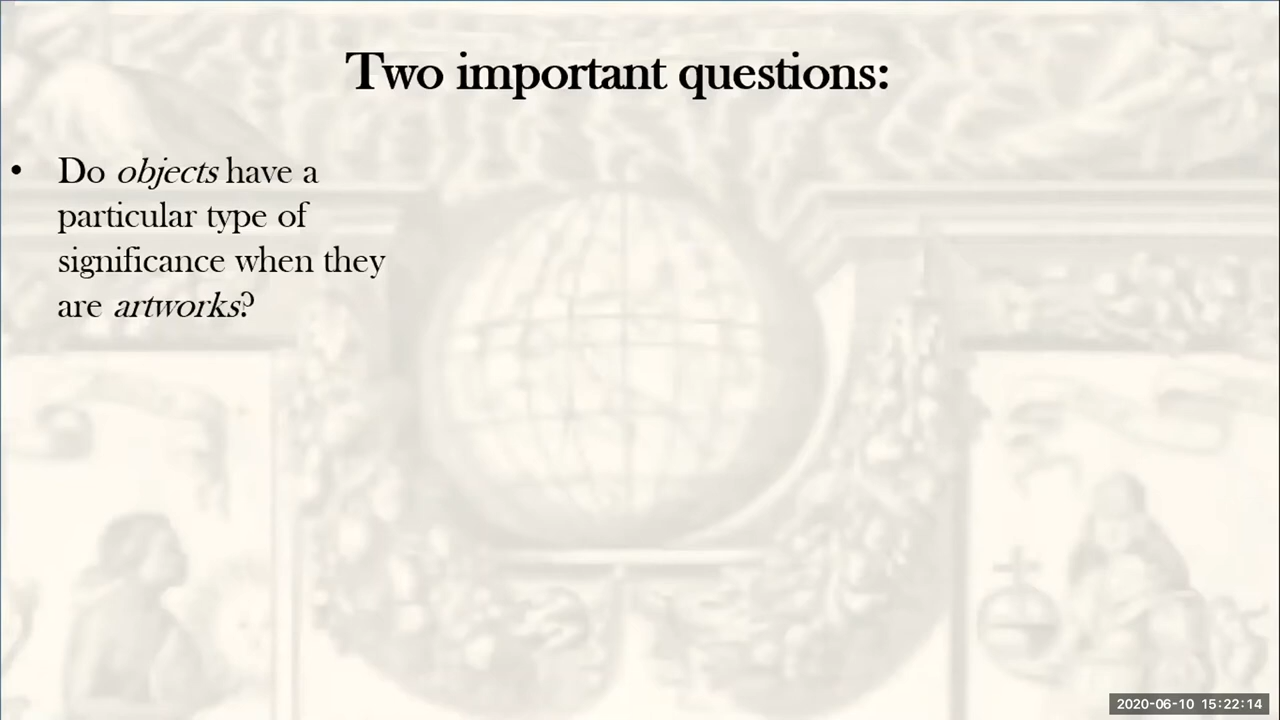 Two important questions:
• Do objects have a
particular type of
significance when they
are artworks?
2020-06-10 15:22:14